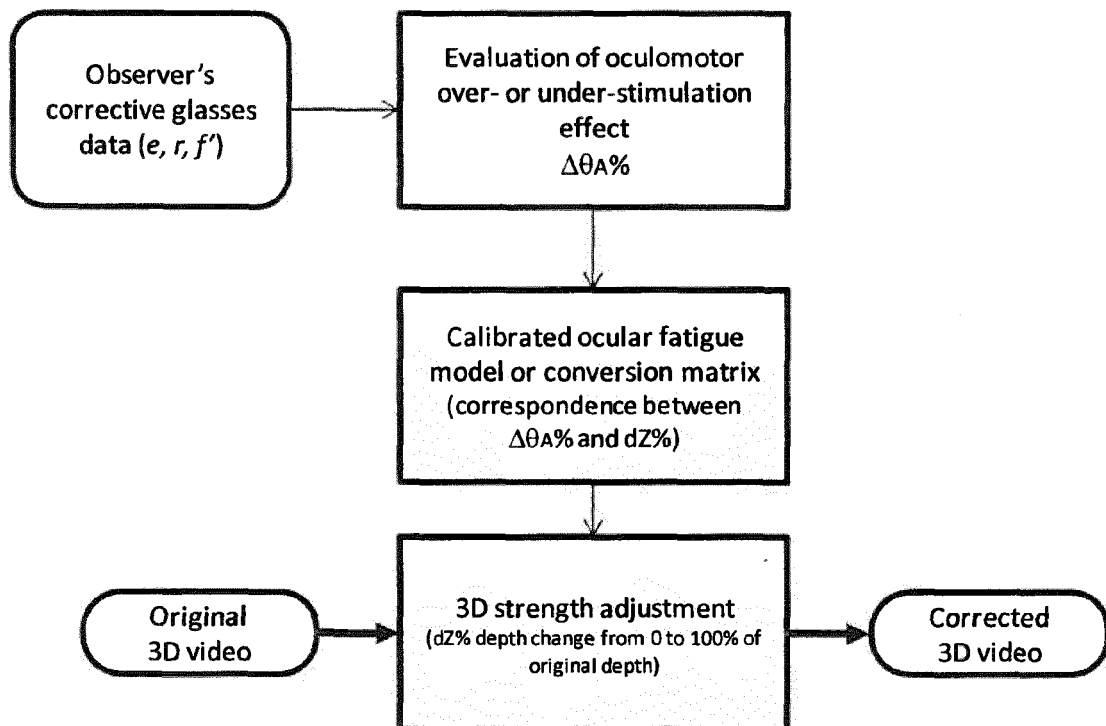 Observer's
corrective glasses
data (e, r, f')
Evaluation of oculomotor
over- or under-stimulation
effect
ΔθA%
Calibrated ocular fatigue
model or conversion matrix
(correspondence between
ΔθA% and dZ%)
Original
3D video
3D strength adjustment
(dZ% depth change from 0 to 100% of
original depth)
Corrected
3D video